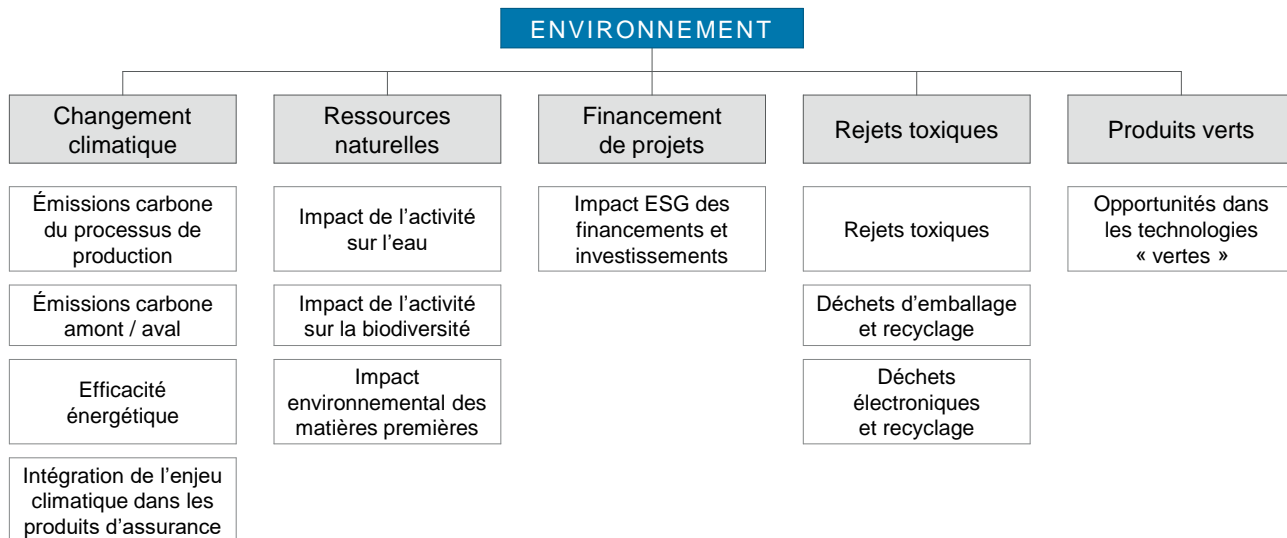 ENVIRONNEMENT
Changement
climatique
Ressources
naturelles
Financement
de projets
Rejets toxiques
Produits verts
Émissions carbone
du processus de
production
Impact de l’activité
sur l’eau
Impact ESG des
financements et
investissements
Rejets toxiques
Opportunités dans
les technologies
« vertes »
Émissions carbone
amont / aval
Impact de l’activité
sur la biodiversité
Déchets d’emballage
et recyclage
Efficacité
énergétique
Impact
environnemental des
matières premières
Déchets
électroniques
et recyclage
Intégration de l’enjeu
climatique dans les
produits d’assurance